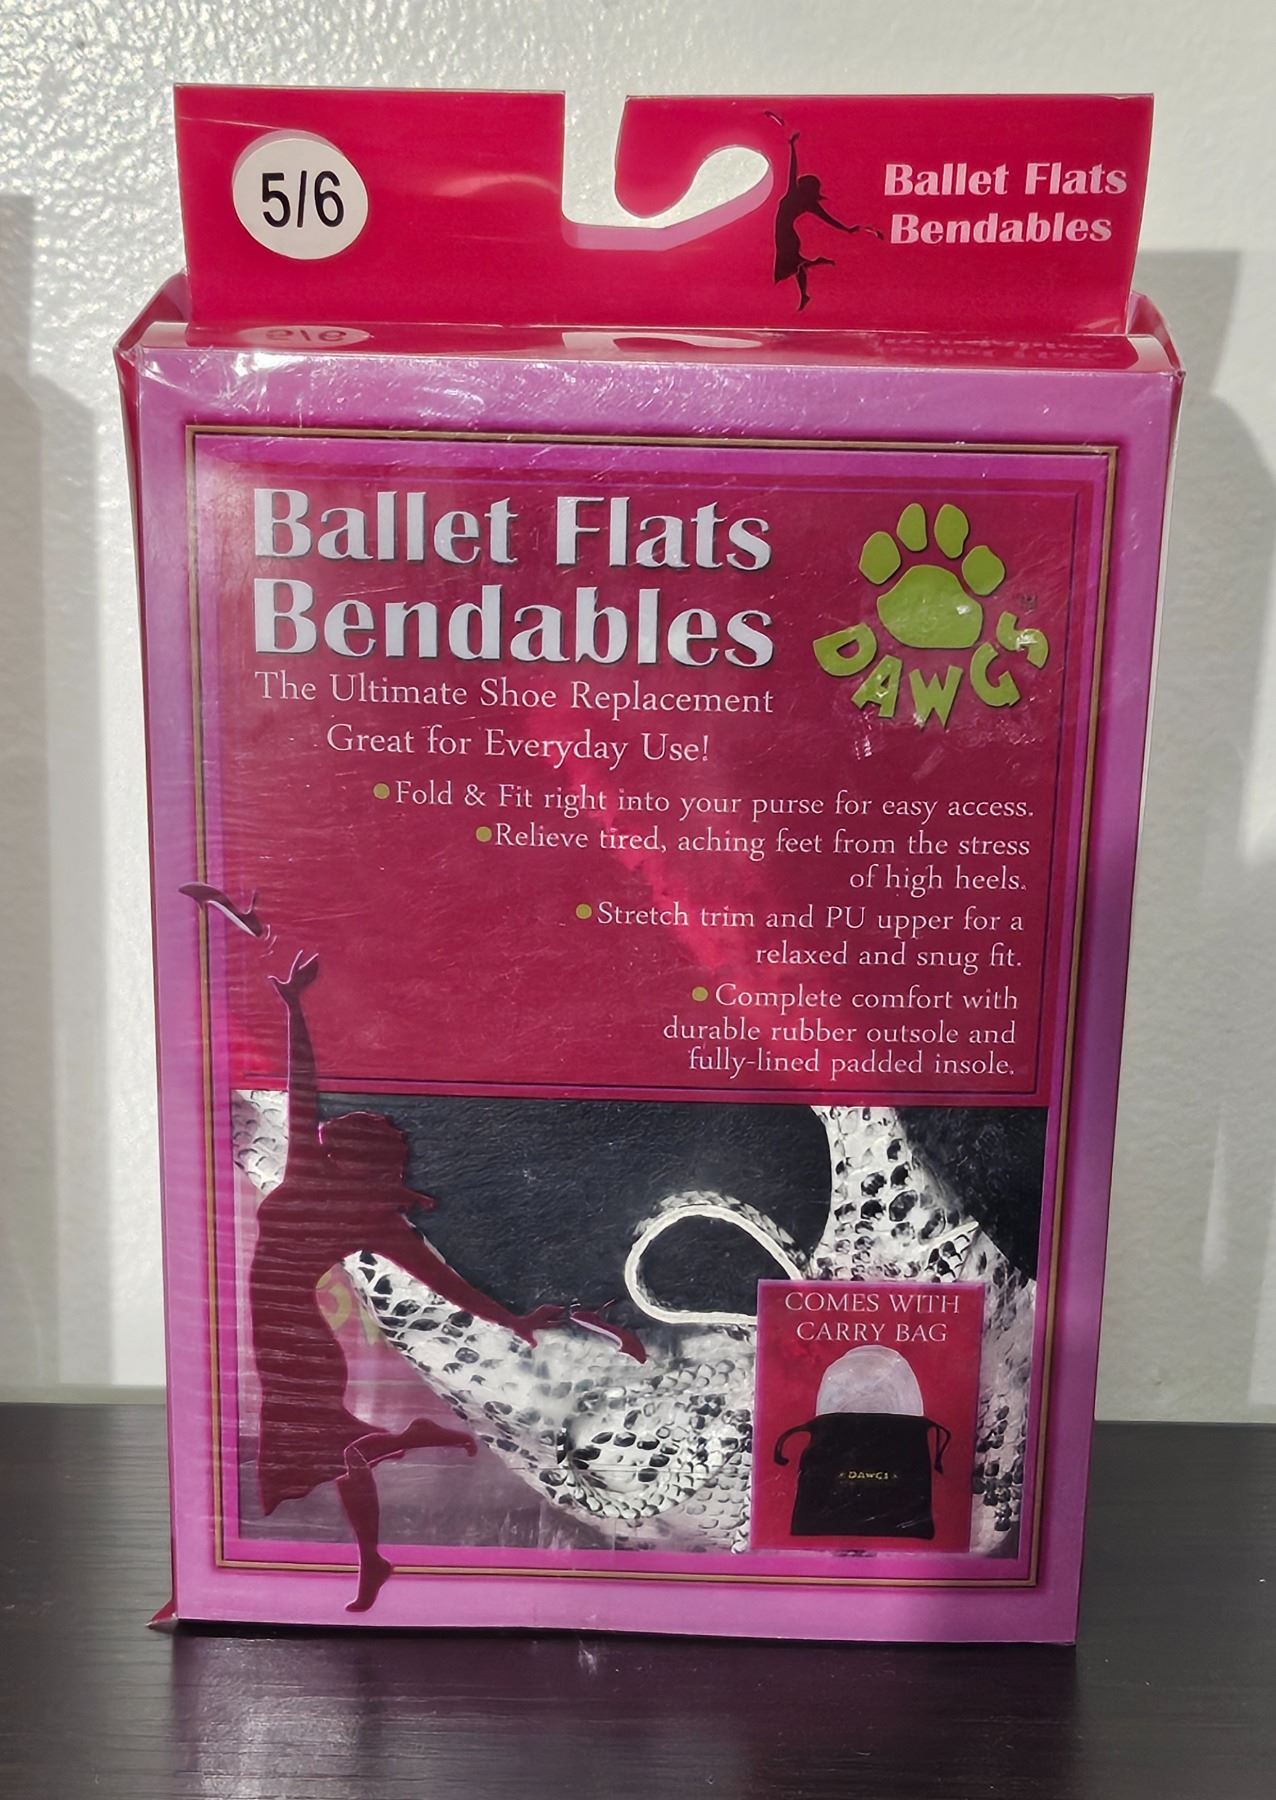 5/6
Ballet Flats
Bendables
Ballet Flats
Bendables
The Ultimate Shoe Replacement
Great for Everyday Use!
DAWGS
TM
•Fold & Fit right into your purse for easy access.
•Relieve tired, aching feet from the stress
of high heels.
•Stretch trim and PU upper for a
relaxed and snug fit.
•Complete comfort with
durable rubber outsole and
fully-lined padded insole.
COMES WITH
CARRY BAG
DAWGS